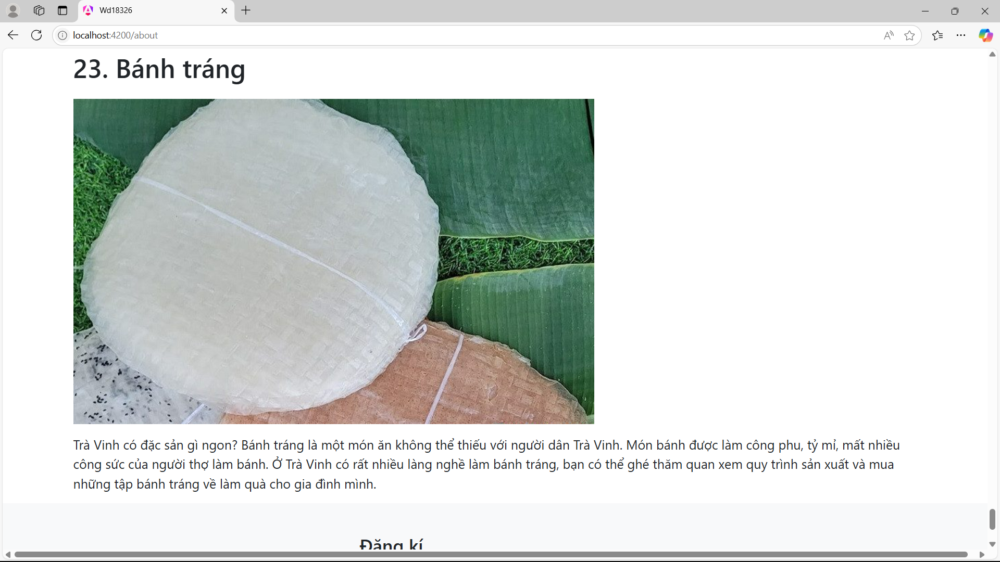 Wd18326
localhost:4200/about
23. Bánh tráng
Trà Vinh có đặc sản gì ngon? Bánh tráng là một món ăn không thể thiếu với người dân Trà Vinh. Món bánh được làm công phu, tỷ mỉ, mất nhiều
công sức của người thợ làm bánh. Ở Trà Vinh có rất nhiều làng nghề làm bánh tráng, bạn có thể ghé thăm quan xem quy trình sản xuất và mua
những tập bánh tráng về làm quà cho gia đình mình.
Đăng kí